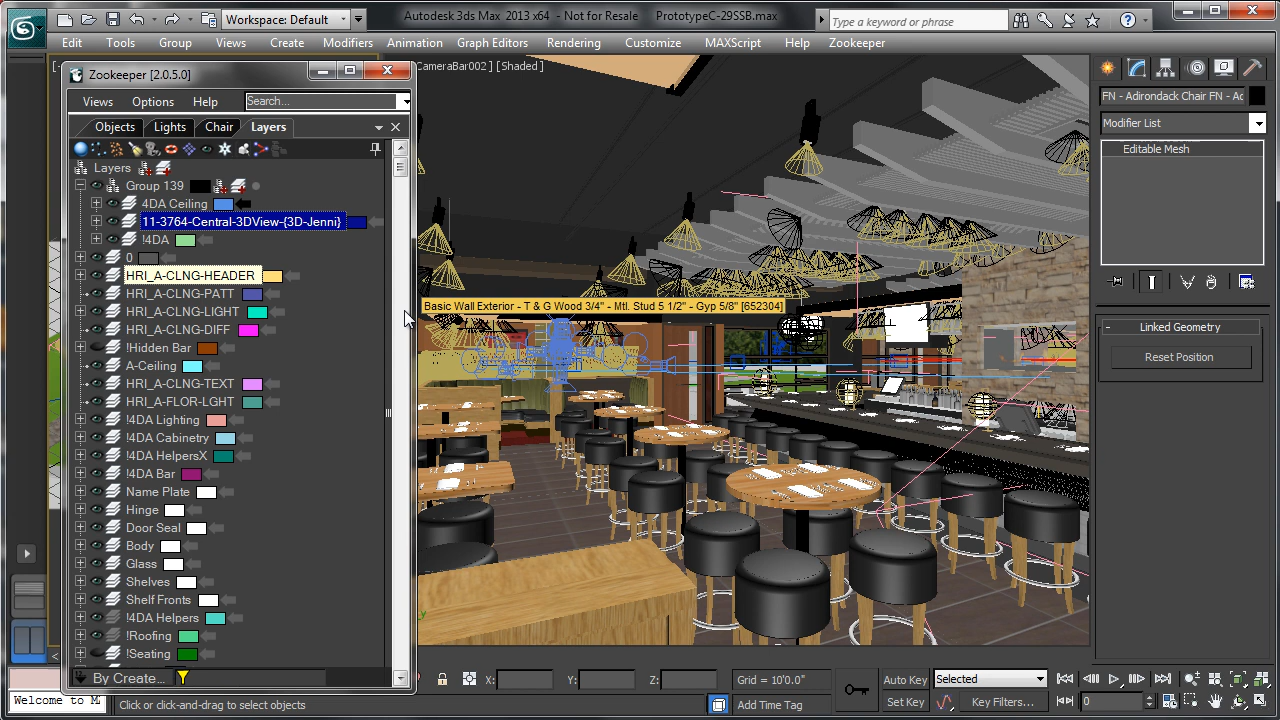 Workspace: Default
Autodesk 3ds Max 2013 x64 - Not for Resale PrototypeC-29SSB.max
Type a keyword or phrase
Edit Tools Group Views Create Modifiers Animation Graph Editors Rendering Customize MAXScript Help Zookeeper
CameraBar002 ] [Shaded ]
Zookeeper [2.0.5.0]
Views Options Help Search...
Objects Lights Chair Layers
Layers
Group 139
4DA Ceiling
11-3764-Central-3DView-{3D-Jenni}
!4DA
0
HRI_A-CLNG-HEADER
HRI_A-CLNG-PATT
HRI_A-CLNG-LIGHT
HRI_A-CLNG-DIFF
!Hidden Bar
A-Ceiling
HRI_A-CLNG-TEXT
HRI_A-FLOR-LGHT
!4DA Lighting
!4DA Cabinetry
!4DA HelpersX
!4DA Bar
Name Plate
Hinge
Door Seal
Body
Glass
Shelves
Shelf Fronts
!4DA Helpers
!Roofing
!Seating
By Create...
Basic Wall Exterior - T & G Wood 3/4" - Mtl. Stud 5 1/2" - Gyp 5/8" [652304]
FN - Adirondack Chair FN - Ac
Modifier List
Editable Mesh
- Linked Geometry
Reset Position
X: Y: Z: Grid = 10'0.0"
Auto Key Selected
Welcome to M
Click or click-and-drag to select objects
Add Time Tag
Set Key Key Filters...
0